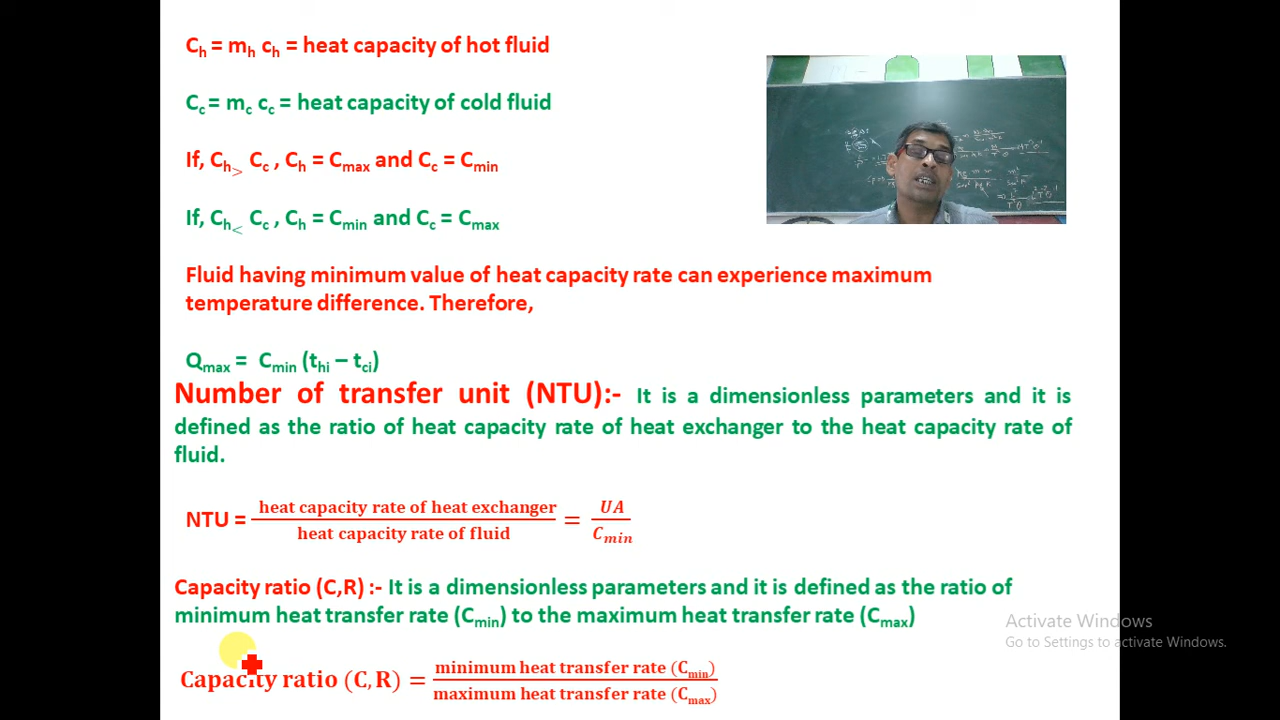 Ch = mh ch = heat capacity of hot fluid
Cc = mc cc = heat capacity of cold fluid
If, Ch> Cc , Ch = Cmax and Cc = Cmin
If, Ch< Cc , Ch = Cmin and Cc = Cmax
Fluid having minimum value of heat capacity rate can experience maximum
temperature difference. Therefore,
Qmax = Cmin (thi – tci)
Number of transfer unit (NTU):- It is a dimensionless parameters and it is
defined as the ratio of heat capacity rate of heat exchanger to the heat capacity rate of
fluid.
NTU = heat capacity rate of heat exchanger / heat capacity rate of fluid = UA / Cmin
Capacity ratio (C,R) :- It is a dimensionless parameters and it is defined as the ratio of
minimum heat transfer rate (Cmin) to the maximum heat transfer rate (Cmax)
Capacity ratio (C, R) = minimum heat transfer rate (Cmin) / maximum heat transfer rate (Cmax)
Activate Windows
Go to Settings to activate Windows.